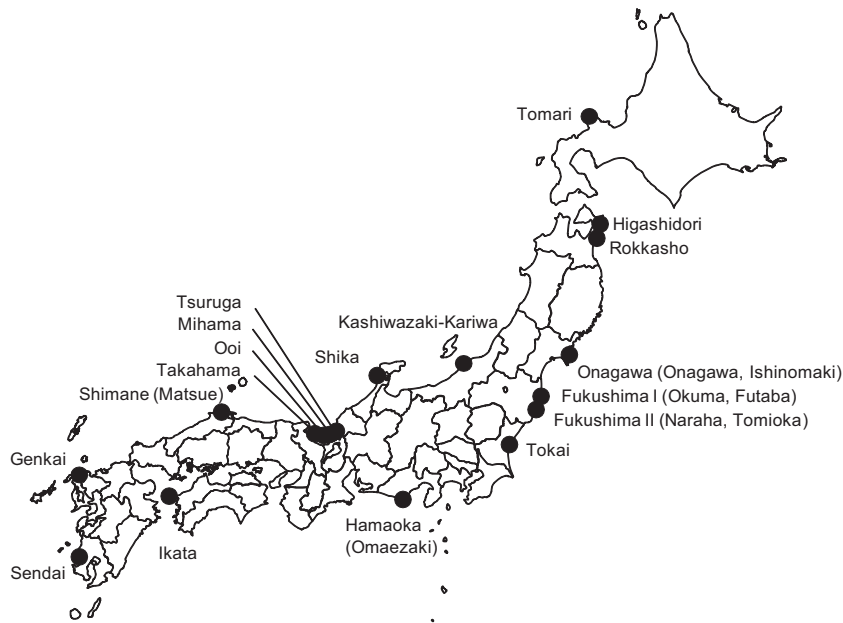 Tomari
Higashidori
Rokkasho
Tsuruga
Mihama
Ooi
Takahama
Shimane (Matsue)
Kashiwazaki-Kariwa
Shika
Onagawa (Onagawa, Ishinomaki)
Fukushima I (Okuma, Futaba)
Fukushima II (Naraha, Tomioka)
Tokai
Genkai
Hamaoka
(Omaezaki)
Ikata
Sendai